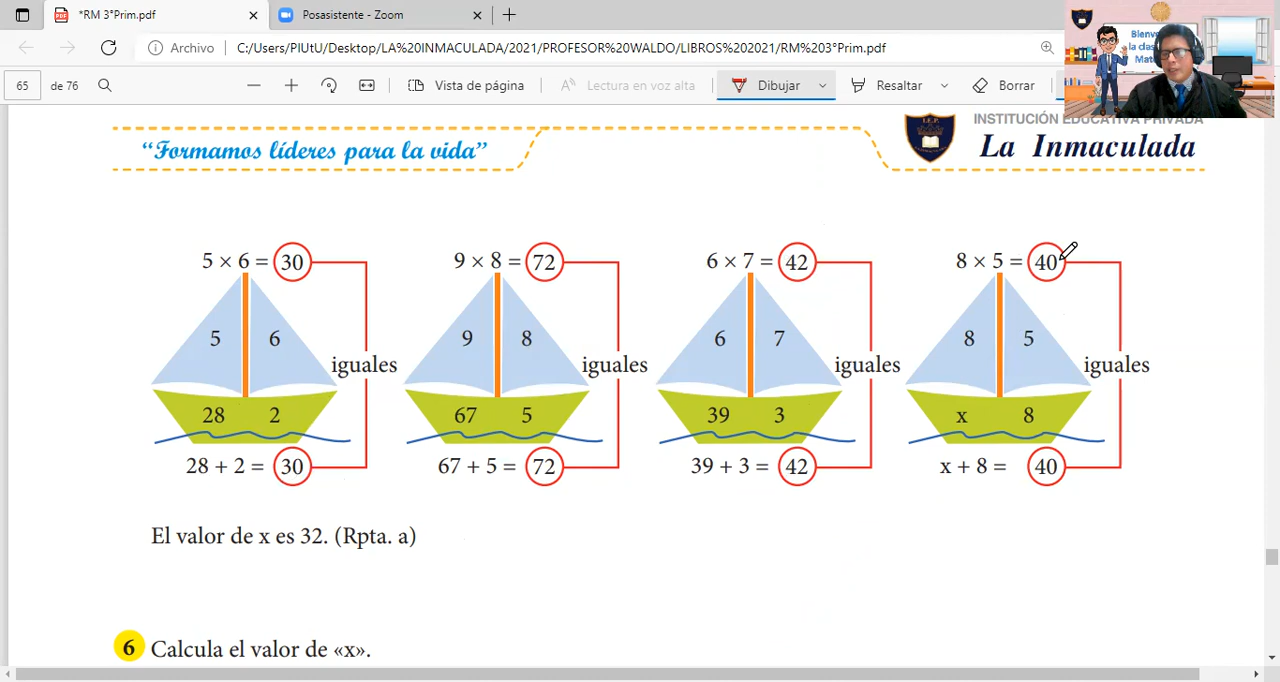 *RM 3°Prim.pdf
Posasistente - Zoom
Archivo
C:/Users/PIUtU/Desktop/LA%20INMACULADA/2021/PROFESOR%20WALDO/LIBROS%202021/RM%203°Prim.pdf
65 de 76
Vista de página
Lectura en voz alta
Dibujar
Resaltar
Borrar
"Formamos líderes para la vida"
INSTITUCIÓN EDUCATIVA PRIVADA
La Inmaculada
5 × 6 = 30 9 × 8 = 72 6 × 7 = 42 8 × 5 = 40
5 6 9 8 6 7 8 5
iguales iguales iguales iguales
28 2 67 5 39 3 x 8
28 + 2 = 30 67 + 5 = 72 39 + 3 = 42 x + 8 = 40
El valor de x es 32. (Rpta. a)
6 Calcula el valor de «x».